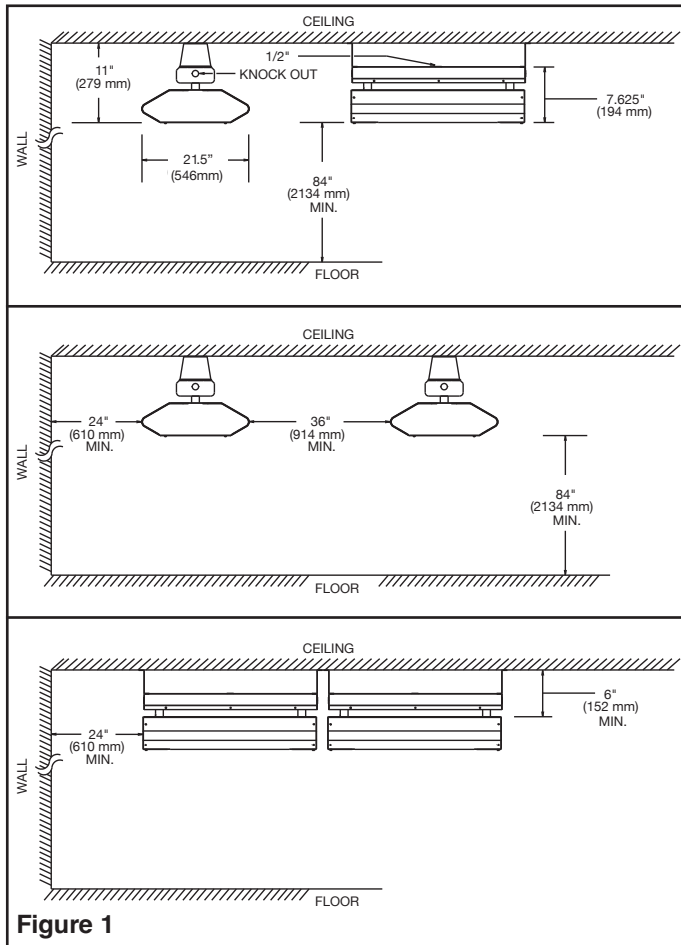 CEILING
11"
(279 mm)
1/2"
KNOCK OUT
7.625"
(194 mm)
WALL
21.5”
(546mm)
84"
(2134 mm)
MIN.
FLOOR
CEILING
24"
(610 mm)
MIN.
36"
(914 mm)
MIN.
WALL
84"
(2134 mm)
MIN.
FLOOR
CEILING
6"
(152 mm)
MIN.
24"
(610 mm)
MIN.
WALL
FLOOR
Figure 1